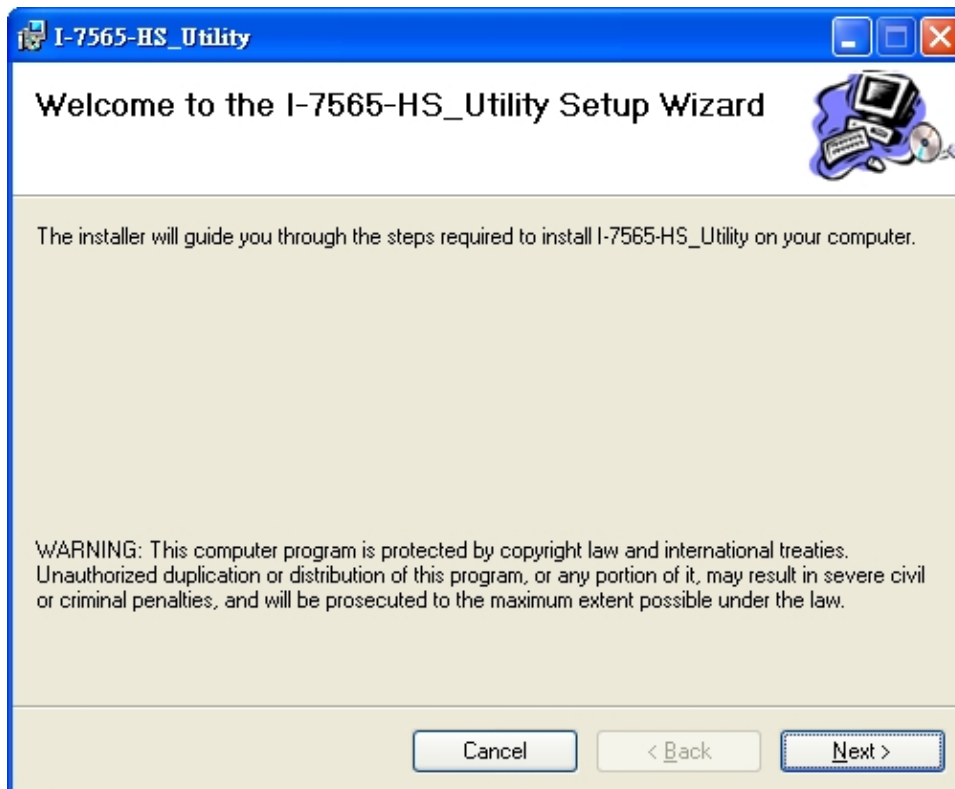 I-7565-HS_Utility
Welcome to the I-7565-HS_Utility Setup Wizard
The installer will guide you through the steps required to install I-7565-HS_Utility on your computer.
WARNING: This computer program is protected by copyright law and international treaties.
Unauthorized duplication or distribution of this program, or any portion of it, may result in severe civil
or criminal penalties, and will be prosecuted to the maximum extent possible under the law.
Cancel
< Back
Next >